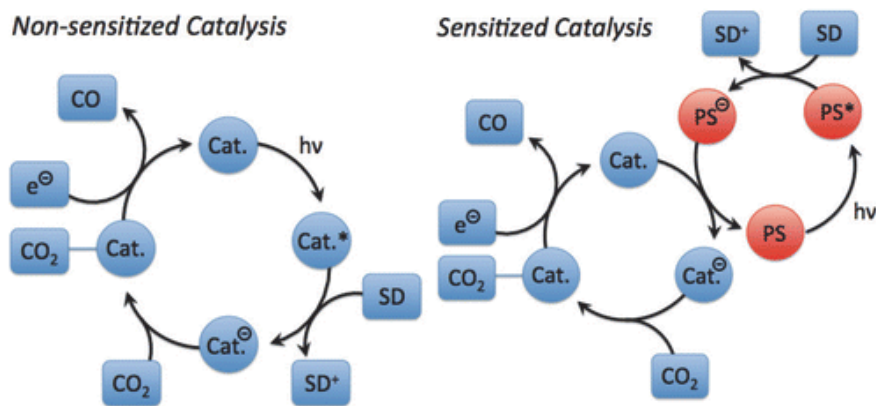 Non-sensitized Catalysis
CO
Cat.
hν
e⊖
CO₂
Cat.
Cat.*
SD
Cat.⊖
CO₂
SD⁺
Sensitized Catalysis
SD⁺
SD
PS⊖
PS*
CO
Cat.
hν
e⊖
PS
CO₂
Cat.
Cat.⊖
CO₂